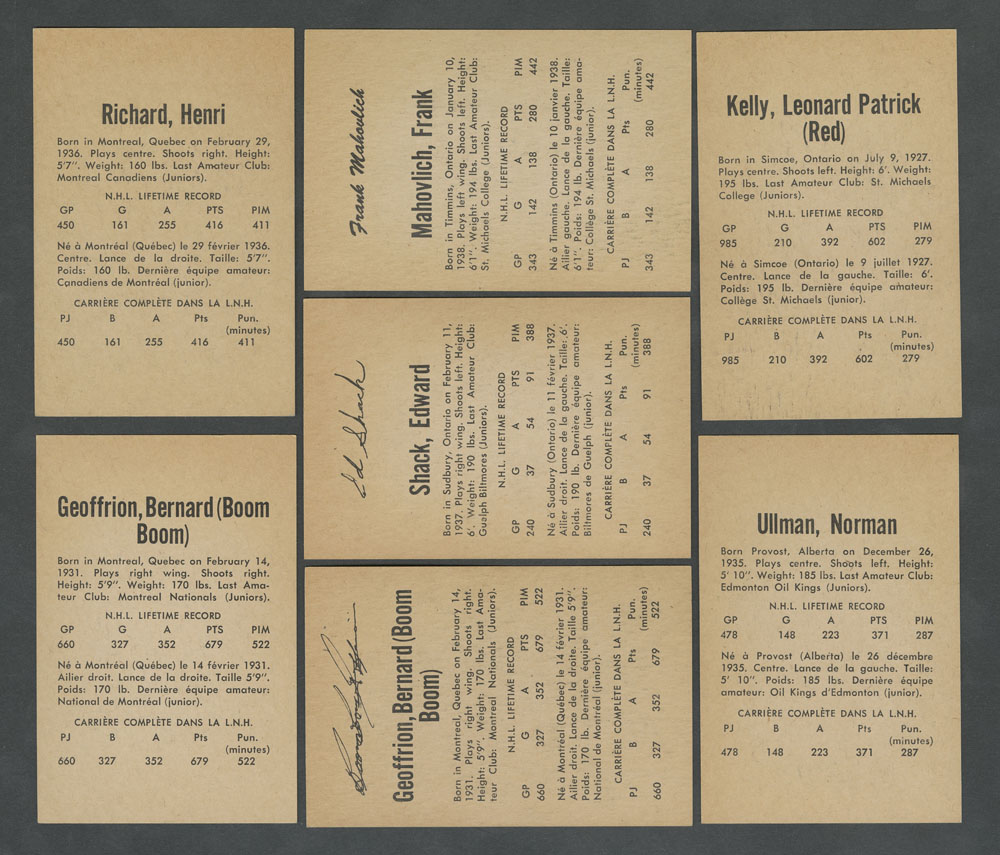 Richard, Henri
Born in Montreal, Quebec on February 29,
1936. Plays centre. Shoots right. Height:
5'7". Weight: 160 lbs. Last Amateur Club:
Montreal Canadiens (Juniors).
N.H.L. LIFETIME RECORD
GP G A PTS PIM
450 161 255 416 411
Né à Montréal (Québec) le 29 février 1936.
Centre. Lance de la droite. Taille: 5'7".
Poids: 160 lb. Dernière équipe amateur:
Canadiens de Montréal (junior).
CARRIÈRE COMPLÈTE DANS LA L.N.H.
PJ B A Pts Pun.
(minutes)
450 161 255 416 411
Frank Mahovlich
Mahovlich, Frank
Born in Timmins, Ontario on January 10,
1938. Plays left wing. Shoots left. Height:
6'1". Weight: 194 lbs. Last Amateur Club:
St. Michaels College (Juniors).
N.H.L. LIFETIME RECORD
GP G A PTS PIM
343 142 138 280 442
Né à Timmins (Ontario) le 10 janvier 1938.
Ailier gauche. Lance de la gauche. Taille:
6'1". Poids: 194 lb. Dernière équipe ama-
teur: Collège St. Michaels (junior).
CARRIÈRE COMPLÈTE DANS LA L.N.H.
PJ B A Pts Pun.
(minutes)
343 142 138 280 442
Kelly, Leonard Patrick
(Red)
Born in Simcoe, Ontario on July 9, 1927.
Plays centre. Shoots left. Height: 6'. Weight:
195 lbs. Last Amateur Club: St. Michaels
College (Juniors).
N.H.L. LIFETIME RECORD
GP G A PTS PIM
985 210 392 602 279
Né à Simcoe (Ontario) le 9 juillet 1927.
Centre. Lance de la gauche. Taille: 6'.
Poids: 195 lb. Dernière équipe amateur:
Collège St. Michaels (junior).
CARRIÈRE COMPLÈTE DANS LA L.N.H.
PJ B A Pts Pun.
(minutes)
985 210 392 602 279
Ed Shack
Shack, Edward
Born in Sudbury, Ontario on February 11,
1937. Plays right wing. Shoots left. Height:
6'. Weight: 190 lbs. Last Amateur Club:
Guelph Biltmores (Juniors).
N.H.L. LIFETIME RECORD
GP G A PTS PIM
240 37 54 91 388
Né à Sudbury (Ontario) le 11 février 1937.
Ailier droit. Lance de la gauche. Taille: 6'.
Poids: 190 lb. Dernière équipe amateur:
Biltmores de Guelph (junior).
CARRIÈRE COMPLÈTE DANS LA L.N.H.
PJ B A Pts Pun.
(minutes)
240 37 54 91 388
Geoffrion, Bernard (Boom
Boom)
Born in Montreal, Quebec on February 14,
1931. Plays right wing. Shoots right.
Height: 5'9". Weight: 170 lbs. Last Ama-
teur Club: Montreal Nationals (Juniors).
N.H.L. LIFETIME RECORD
GP G A PTS PIM
660 327 352 679 522
Né à Montréal (Québec) le 14 février 1931.
Ailier droit. Lance de la droite. Taille 5'9".
Poids: 170 lb. Dernière équipe amateur:
National de Montréal (junior).
CARRIÈRE COMPLÈTE DANS LA L.N.H.
PJ B A Pts Pun.
(minutes)
660 327 352 679 522
Geoffrion, Bernard (Boom
Boom)
Born in Montreal, Quebec on February 14,
1931. Plays right wing. Shoots right.
Height: 5'9". Weight: 170 lbs. Last Ama-
teur Club: Montreal Nationals (Juniors).
N.H.L. LIFETIME RECORD
GP G A PTS PIM
660 327 352 679 522
Né à Montréal (Québec) le 14 février 1931.
Ailier droit. Lance de la droite. Taille 5'9".
Poids: 170 lb. Dernière équipe amateur:
National de Montréal (junior).
CARRIÈRE COMPLÈTE DANS LA L.N.H.
PJ B A Pts Pun.
(minutes)
660 327 352 679 522
Ullman, Norman
Born Provost, Alberta on December 26,
1935. Plays centre. Shoots left. Height:
5' 10". Weight: 185 lbs. Last Amateur Club:
Edmonton Oil Kings (Juniors).
N.H.L. LIFETIME RECORD
GP G A PTS PIM
478 148 223 371 287
Né à Provost (Alberta) le 26 décembre
1935. Centre. Lance de la gauche. Taille:
5' 10". Poids: 185 lbs. Dernière équipe
amateur: Oil Kings d'Edmonton (junior).
CARRIÈRE COMPLÈTE DANS LA L.N.H.
PJ B A Pts Pun.
(minutes)
478 148 223 371 287